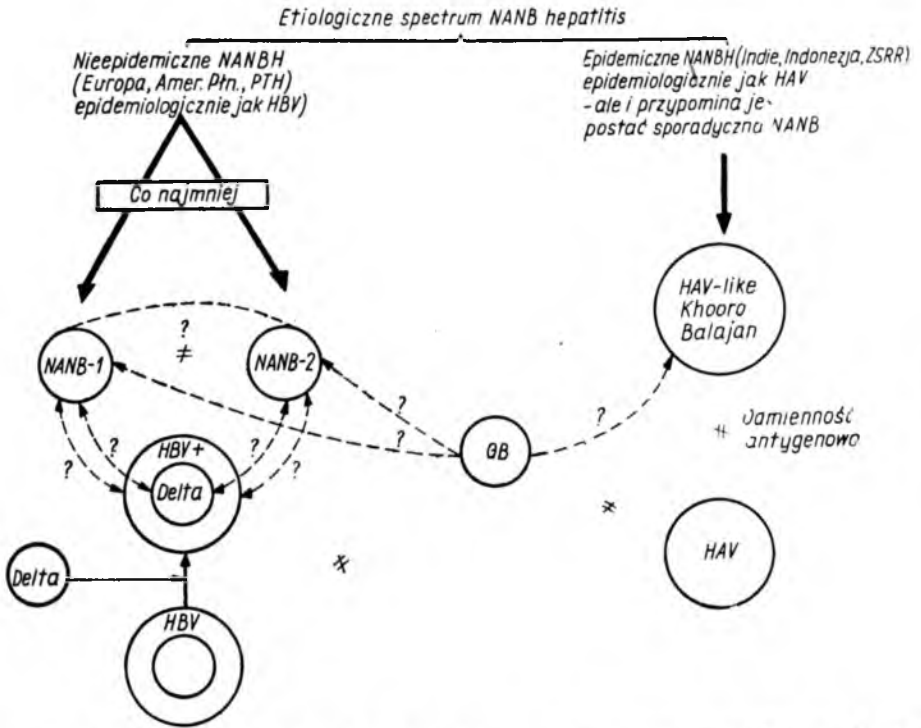 Etiologiczne spectrum NANB hepatitis
Nieepidemiczne NANBH
(Europa, Amer. Płn., PTH)
epidemiologicznie jak HBV)
Epidemiczne NANBH (Indie, Indonezja, ZSRR)
epidemiologicznie jak HAV
-ale i przypomina je-
postać sporadyczna NANB
Co najmniej
HAV-like
Khooro
Balajan
?
≠
NANB-1
NANB-2
?
?
?
GB
≠
antygenowo
?
?
HBV+
?
?
Delta
≠
HAV
Delta
≠
HBV